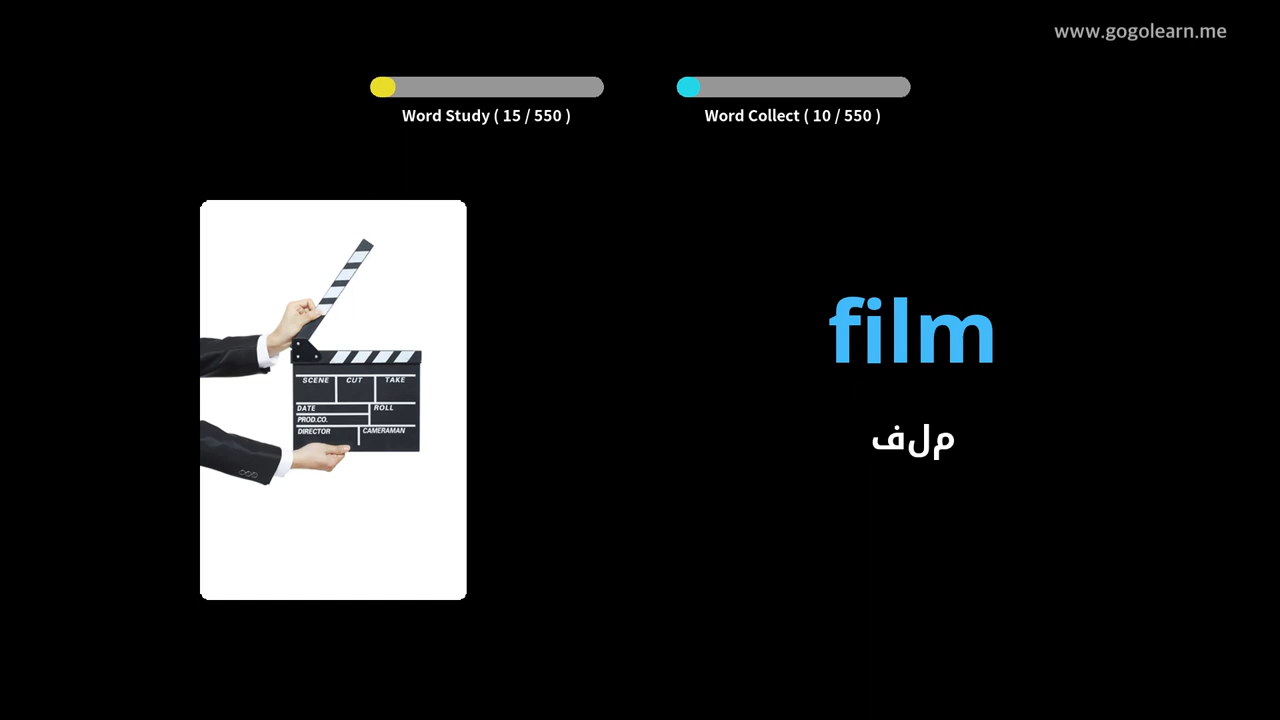 www.gogolearn.me
Word Study ( 15 / 550 )
Word Collect ( 10 / 550 )
SCENE CUT TAKE
DATE ROLL
PROD.CO.
DIRECTOR CAMERAMAN
film
ملف